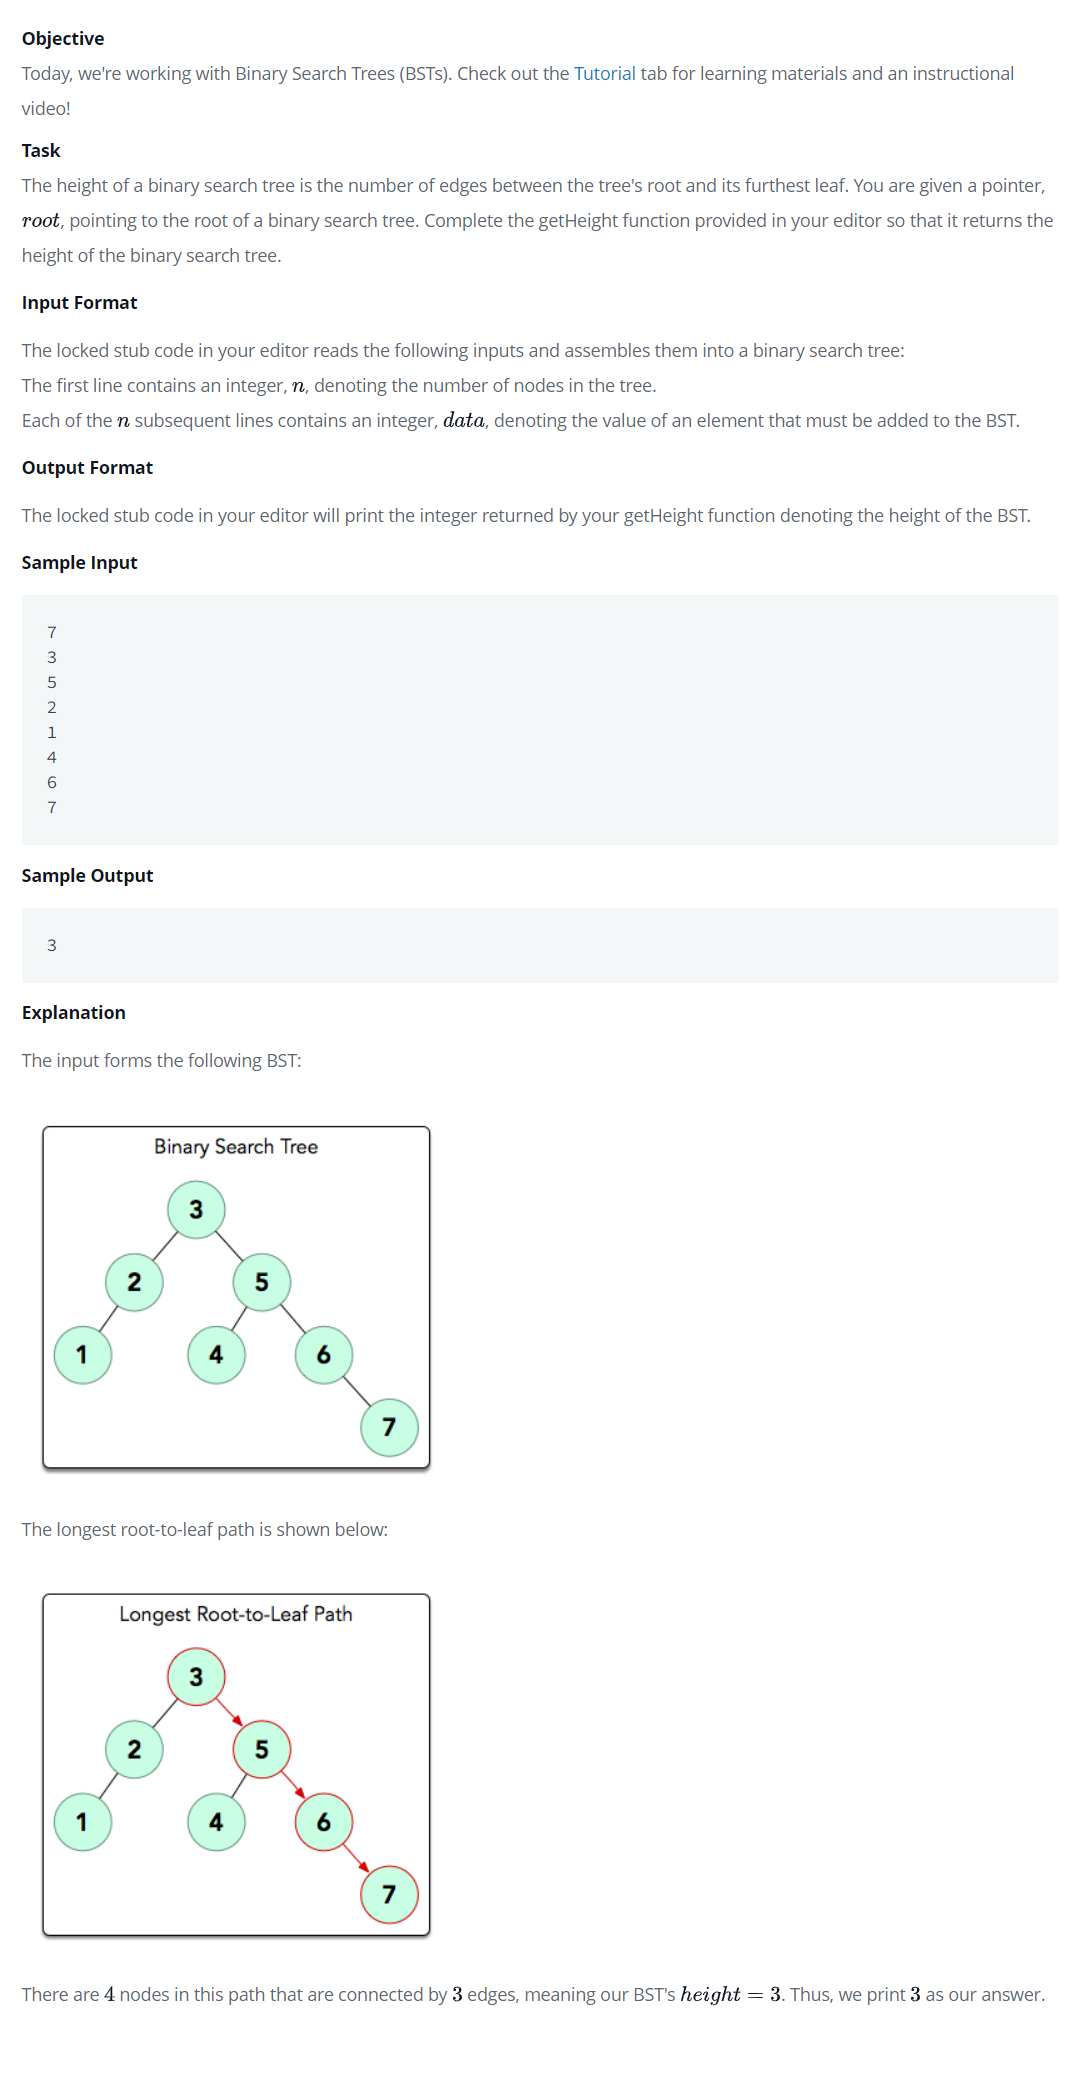 Objective
Today, we're working with Binary Search Trees (BSTs). Check out the Tutorial tab for learning materials and an instructional
video!
Task
The height of a binary search tree is the number of edges between the tree's root and its furthest leaf. You are given a pointer,
root, pointing to the root of a binary search tree. Complete the getHeight function provided in your editor so that it returns the
height of the binary search tree.
Input Format
The locked stub code in your editor reads the following inputs and assembles them into a binary search tree:
The first line contains an integer, n, denoting the number of nodes in the tree.
Each of the n subsequent lines contains an integer, data, denoting the value of an element that must be added to the BST.
Output Format
The locked stub code in your editor will print the integer returned by your getHeight function denoting the height of the BST.
Sample Input
7
3
5
2
1
4
6
7
Sample Output
3
Explanation
The input forms the following BST:
Binary Search Tree
3
2 5
1 4 6
7
The longest root-to-leaf path is shown below:
Longest Root-to-Leaf Path
3
2 5
1 4 6
7
There are 4 nodes in this path that are connected by 3 edges, meaning our BST's height = 3. Thus, we print 3 as our answer.